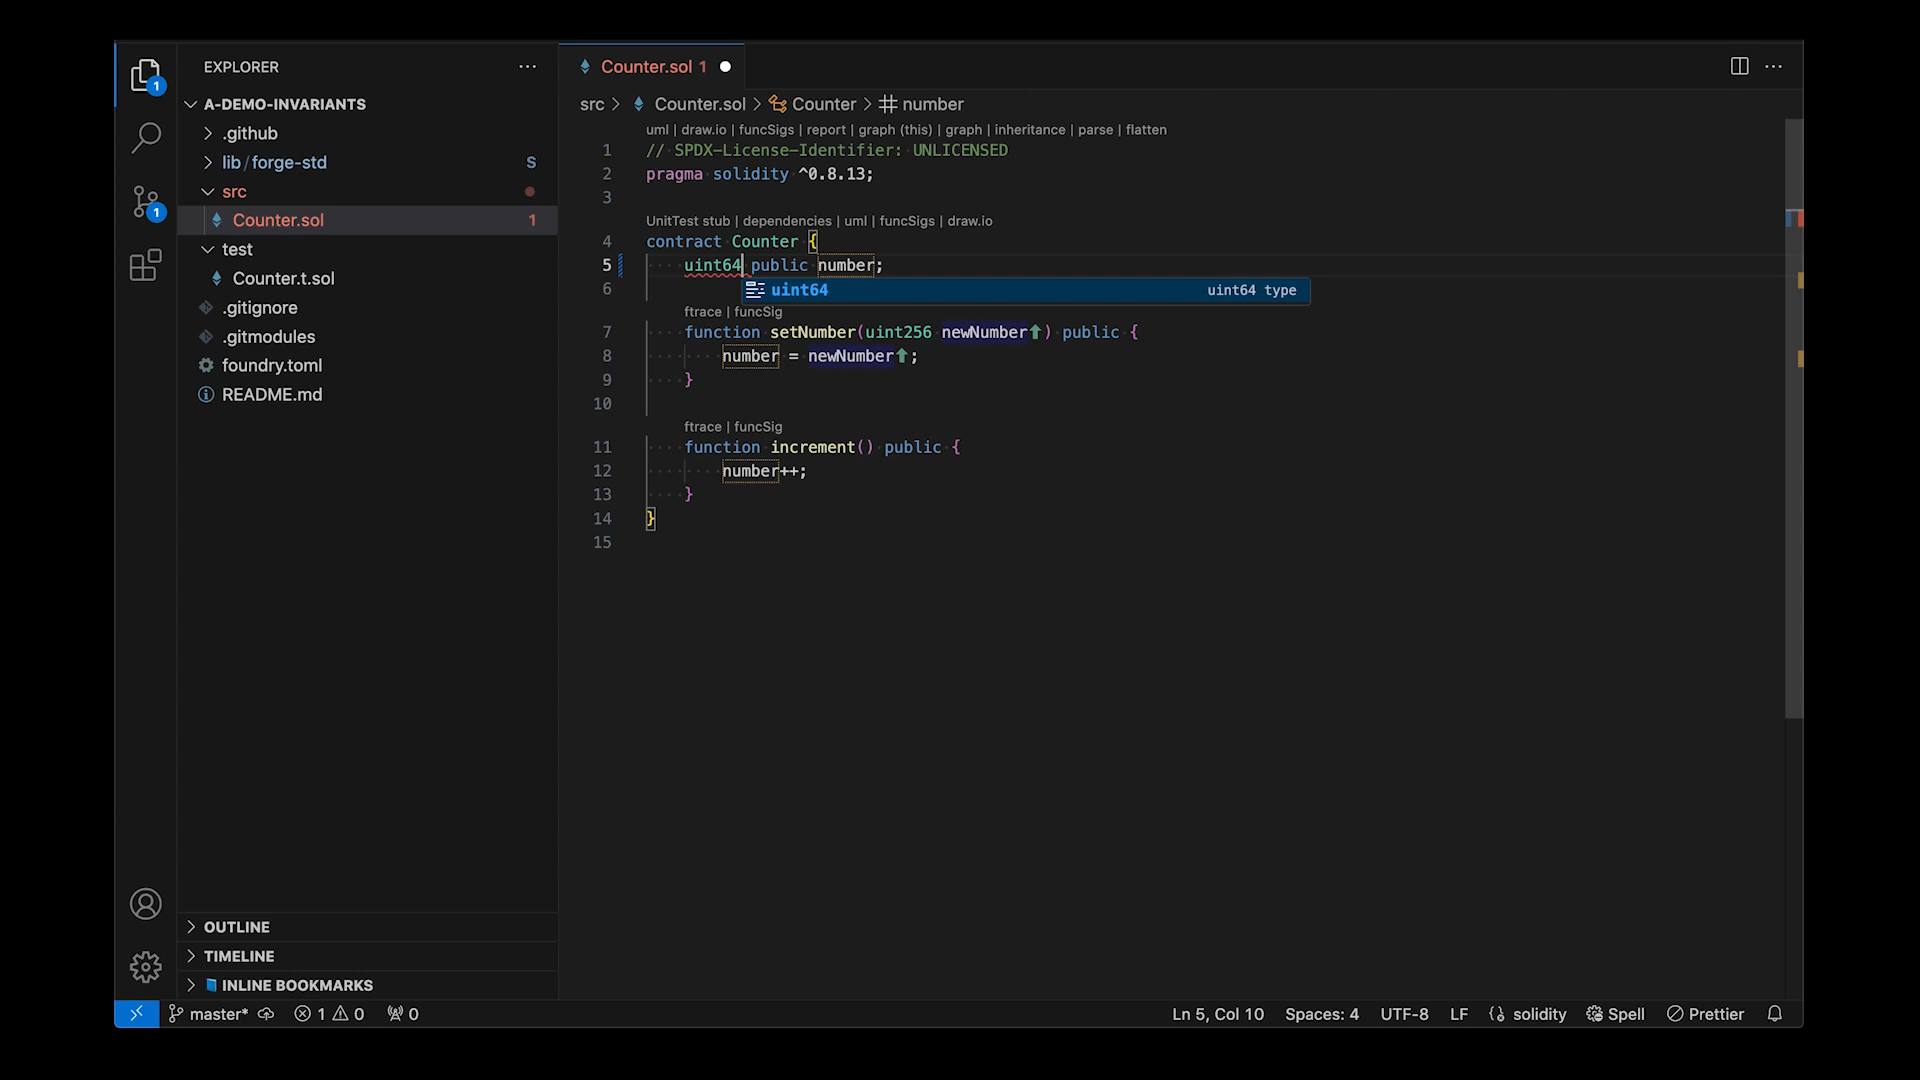 EXPLORER
A-DEMO-INVARIANTS
.github
lib/forge-std S
src
Counter.sol 1
test
Counter.t.sol
.gitignore
.gitmodules
foundry.toml
README.md
OUTLINE
TIMELINE
INLINE BOOKMARKS
1
1
Counter.sol 1
src > Counter.sol > Counter > number
uml | draw.io | funcSigs | report | graph (this) | graph | inheritance | parse | flatten
1 // SPDX-License-Identifier: UNLICENSED
2 pragma solidity ^0.8.13;
3
UnitTest stub | dependencies | uml | funcSigs | draw.io
4 contract Counter {
5 uint64 public number;
6
uint64 uint64 type
ftrace | funcSig
7 function setNumber(uint256 newNumber⬆) public {
8 number = newNumber⬆;
9 }
10
ftrace | funcSig
11 function increment() public {
12 number++;
13 }
14 }
15
master* 1 0 0 Ln 5, Col 10 Spaces: 4 UTF-8 LF solidity Spell Prettier